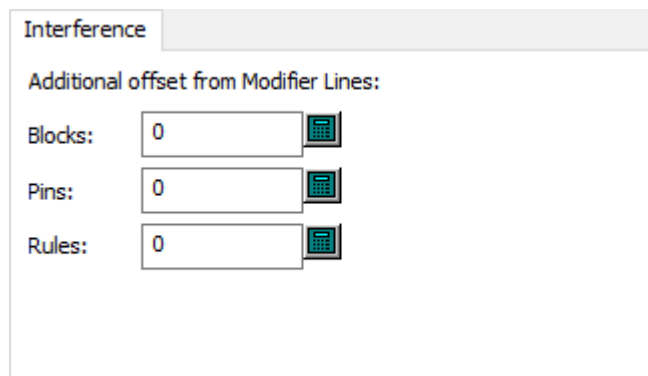 Interference
Additional offset from Modifier Lines:
Blocks: 0
Pins: 0
Rules: 0